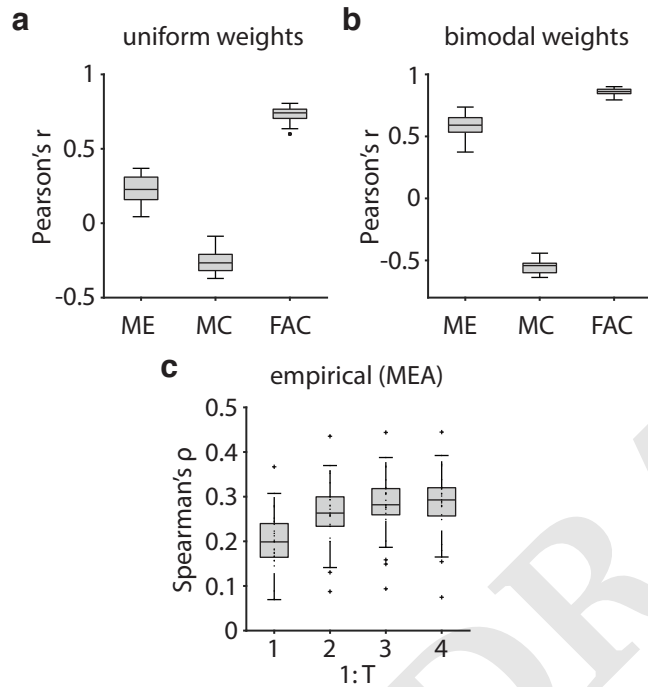 a
uniform weights
Pearson's r
1
0.5
0
-0.5
ME MC FAC
b
bimodal weights
Pearson's r
1
0.5
0
-0.5
ME MC FAC
c
empirical (MEA)
Spearman's ρ
0.5
0.4
0.3
0.2
0.1
0
1 2 3 4
1:T
DRA